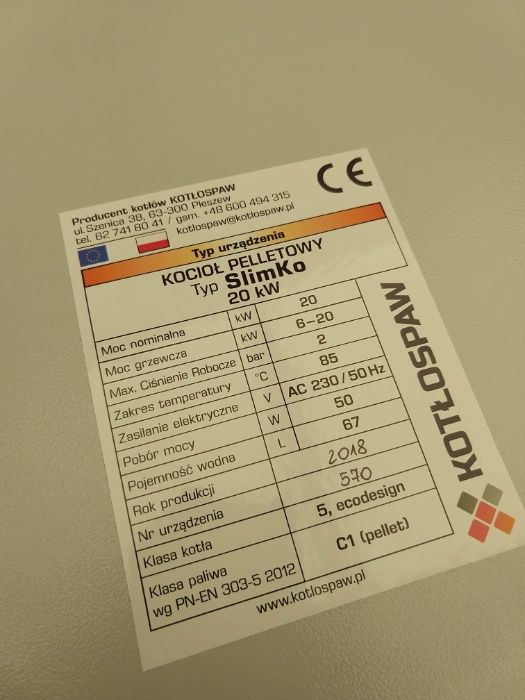 Producent kotłów KOTŁOSPAW
ul.Szenica 38, 63-300 Pleszew
tel. 62 741 80 41 / gsm. +48 600 494 315
kotlospaw@kotlospaw.pl
CE
Typ urządzenia
KOCIOŁ PELLETOWY
Typ SlimKo
20 kW
Moc nominalna kW 20
Moc grzewcza kW 6–20
Max. Ciśnienie Robocze bar 2
Zakres temperatury °C 85
Zasilanie elektryczne V AC 230/50 Hz
Pobór mocy W 50
Pojemność wodna L 67
Rok produkcji 2018
Nr urządzenia 570
Klasa kotła 5, ecodesign
Klasa paliwa
wg PN-EN 303-5 2012 C1 (pellet)
www.kotlospaw.pl
KOTŁOSPAW